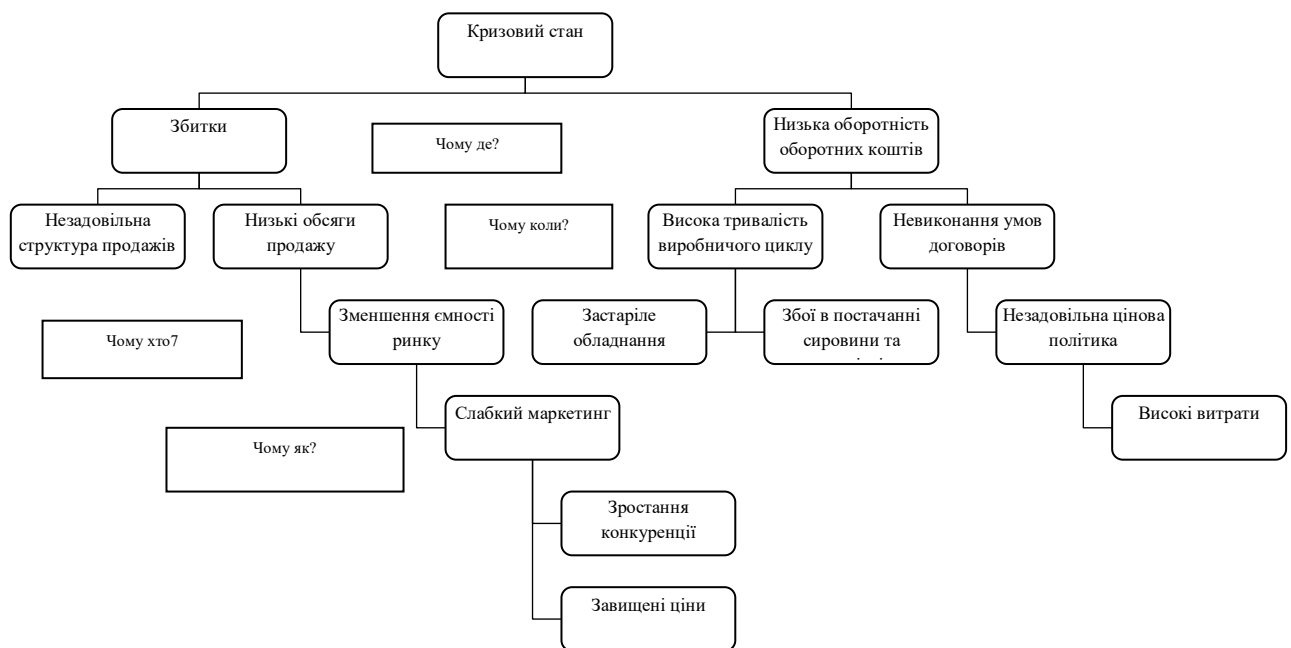 Кризовий стан
Збитки
Чому де?
Низька оборотність
оборотних коштів
Незадовільна
структура продажів
Низькі обсяги
продажу
Чому коли?
Висока тривалість
виробничого циклу
Невиконання умов
договорів
Чому хто7
Зменшення ємності
ринку
Застаріле
обладнання
Збої в постачанні
сировини та
Незадовільна цінова
політика
Чому як?
Слабкий маркетинг
Високі витрати
Зростання
конкуренції
Завищені ціни